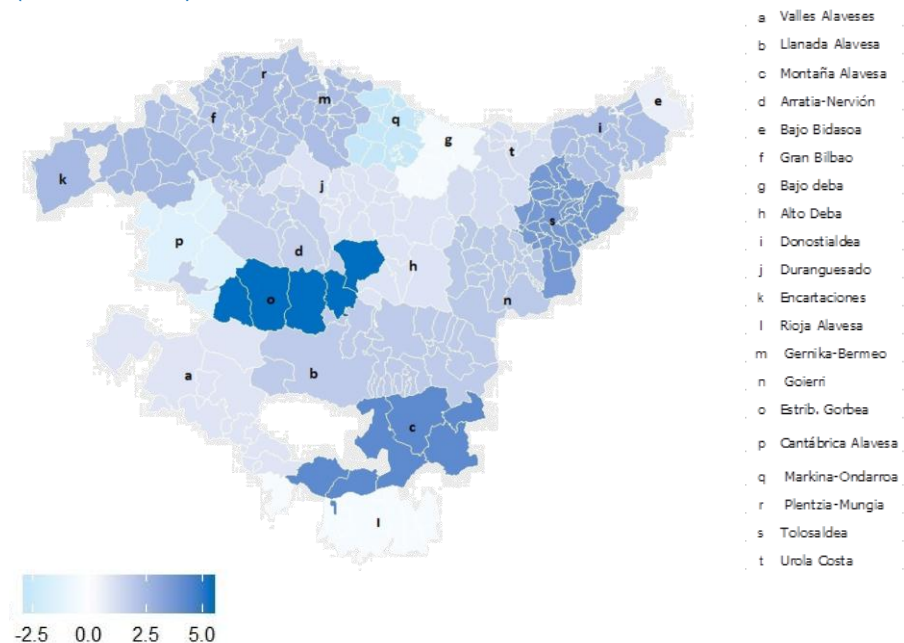 a Valles Alaveses
b Llanada Alavesa
c Montaña Alavesa
d Arratia-Nervión
e Bajo Bidasoa
f Gran Bilbao
g Bajo deba
h Alto Deba
i Donostialdea
j Duranguesado
k Encartaciones
l Rioja Alavesa
m Gernika-Bermeo
n Goierri
o Estrib. Gorbea
p Cantábrica Alavesa
q Markina-Ondarroa
r Plentzia-Mungia
s Tolosaldea
t Urola Costa
r
m
f
q
g
e
i
t
k
j
s
p
d
h
o
n
a
b
c
l
-2.5 0.0 2.5 5.0